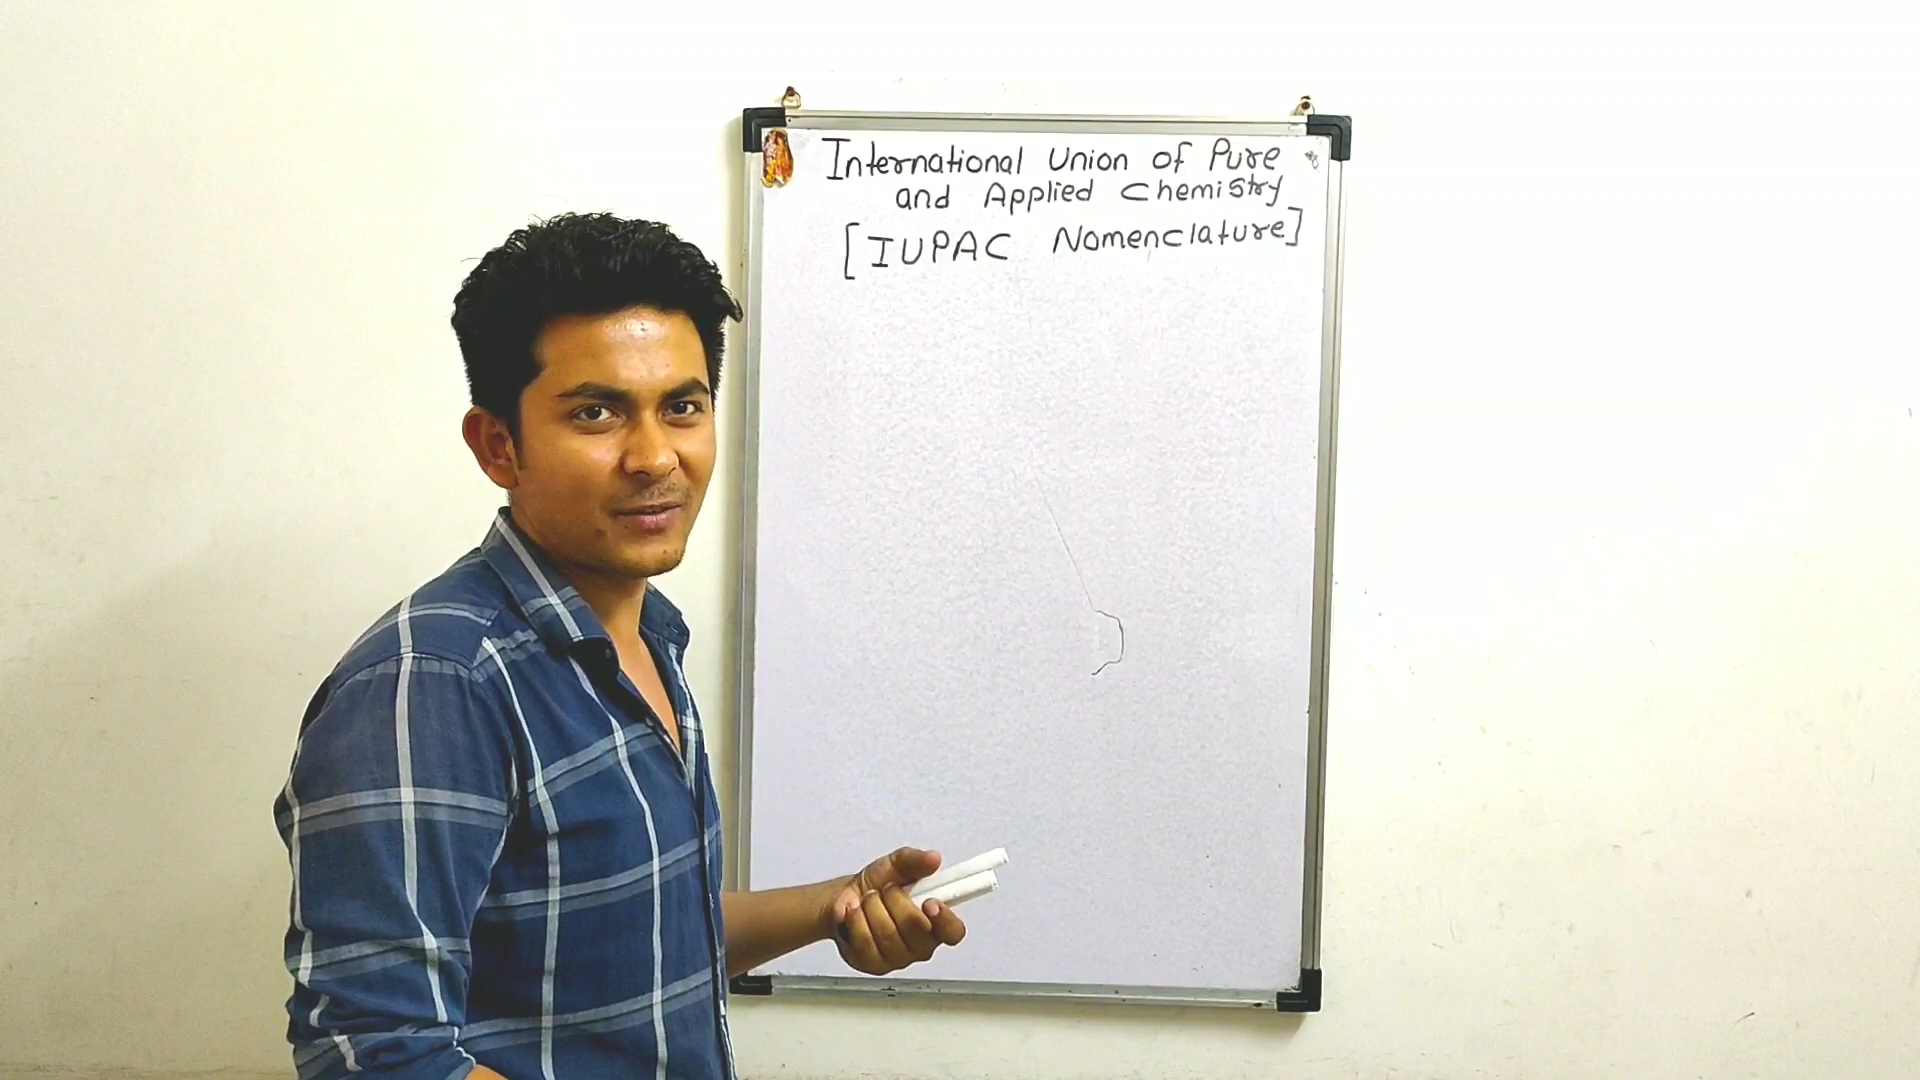 International Union of Pure
and Applied Chemistry
[IUPAC Nomenclature]